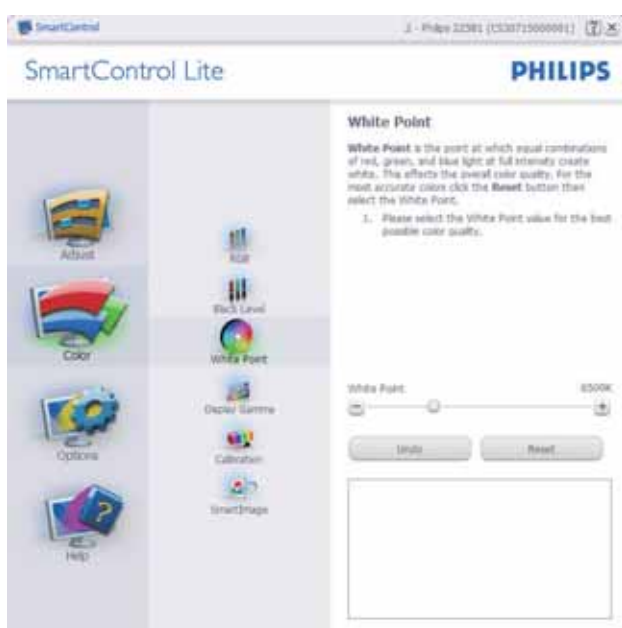 SmartControl
SmartControl Lite
PHILIPS
Adjust
Color
Options
Help
RGB
Black Level
White Point
Display Gamma
Calibration
SmartImage
White Point
White Point is the point at which equal combinations
of red, green, and blue light at full intensity create
white. This effects the overall color quality. For the
most accurate colors click the Reset button then
select the White Point.
1. Please select the White Point value for the best
possible color quality.
White Point
6500K
Undo
Reset